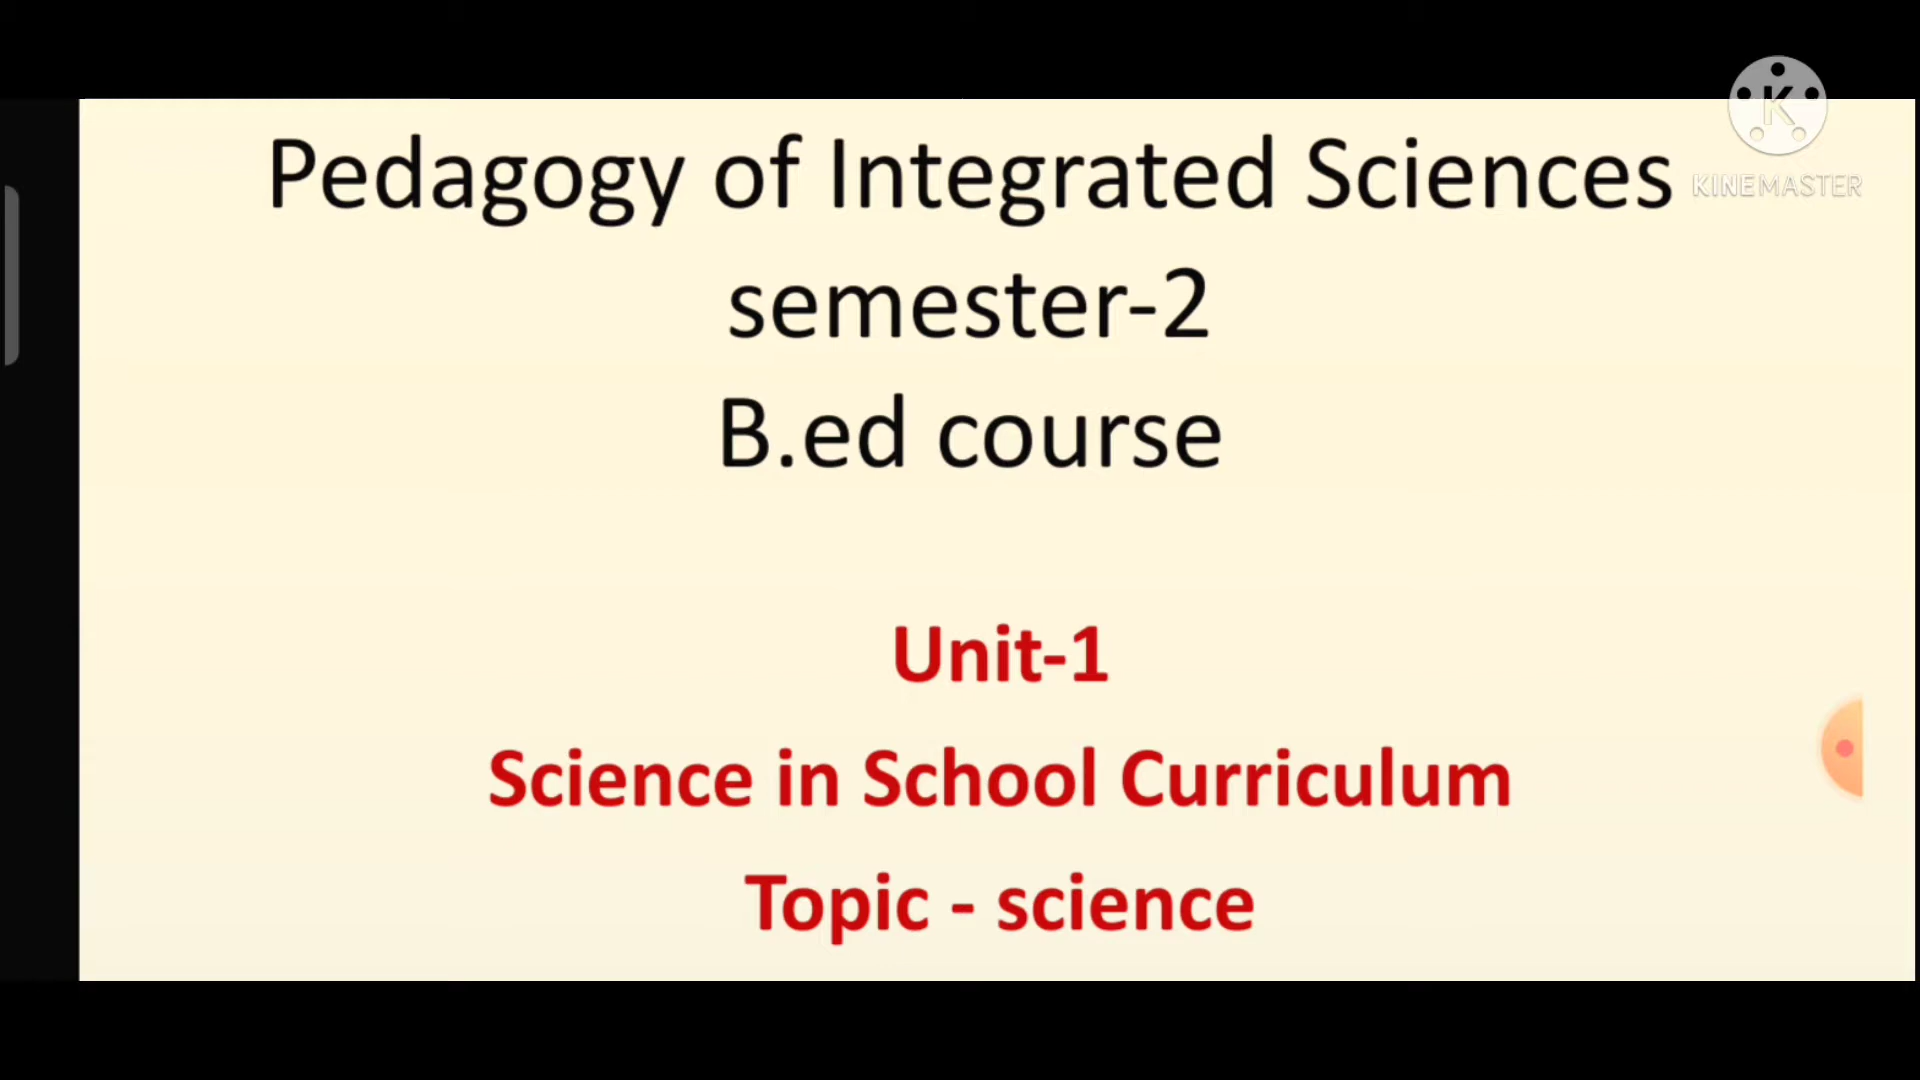 Pedagogy of Integrated Sciences
semester-2
B.ed course
Unit-1
Science in School Curriculum
Topic - science
K
KINEMASTER